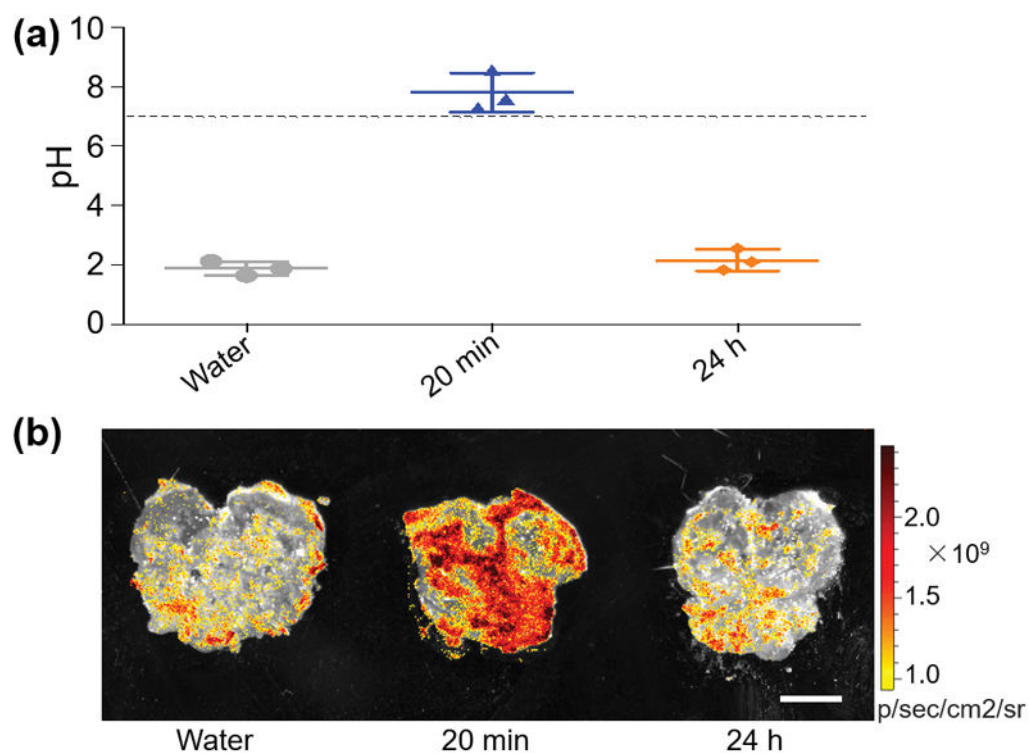 (a)
10
8
6
4
2
0
pH
Water
20 min
24 h
(b)
2.0
×10⁹
1.5
1.0
p/sec/cm2/sr
Water
20 min
24 h